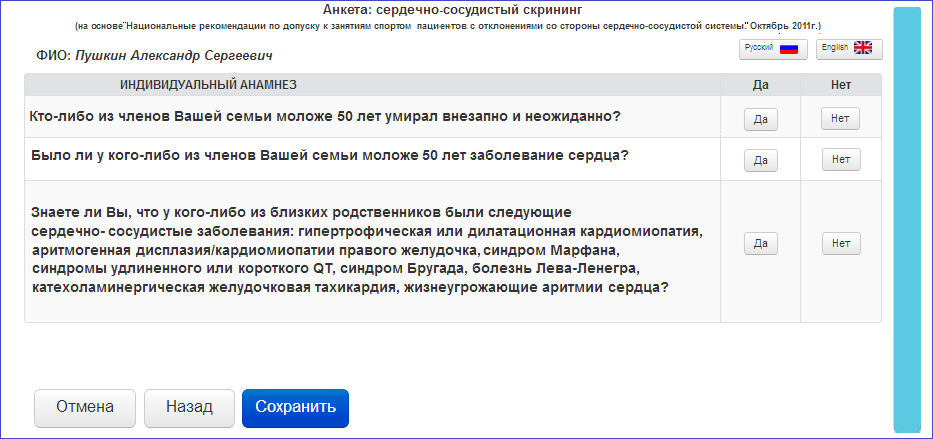 Анкета: сердечно-сосудистый скрининг
(на основе"Национальные рекомендации по допуску к занятиям спортом пациентов с отклонениями со стороны сердечно-сосудистой системы" Октябрь 2011г.)
ФИО: Пушкин Александр Сергеевич
Русский English
ИНДИВИДУАЛЬНЫЙ АНАМНЕЗ Да Нет
Кто-либо из членов Вашей семьи моложе 50 лет умирал внезапно и неожиданно? Да Нет
Было ли у кого-либо из членов Вашей семьи моложе 50 лет заболевание сердца? Да Нет
Знаете ли Вы, что у кого-либо из близких родственников были следующие
сердечно- сосудистые заболевания: гипертрофическая или дилатационная кардиомиопатия,
аритмогенная дисплазия/кардиомиопатии правого желудочка, синдром Марфана, Да Нет
синдромы удлиненного или короткого QT, синдром Бругада, болезнь Лева-Ленегра,
катехоламинергическая желудочковая тахикардия, жизнеугрожающие аритмии сердца?
Отмена Назад Сохранить